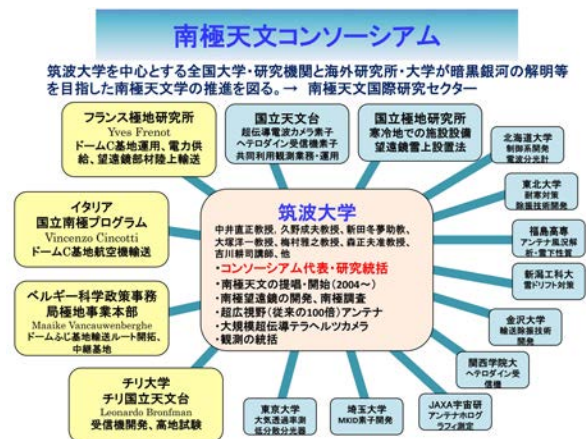 南極天文コンソーシアム
筑波大学を中心とする全国大学・研究機関と海外研究所・大学が暗黒銀河の解明等
を目指した南極天文学の推進を図る。→ 南極天文国際研究セクター
フランス極地研究所
Yves Frenot
ドームC基地運用、電力供
給、望遠鏡部材陸上輸送
国立天文台
超伝導電波カメラ素子
ヘテロダイン受信機素子
共同利用観測業務・運用
国立極地研究所
寒冷地での施設設備
望遠鏡雪上設置法
北海道大学
制御系開発
電波分光計
東北大学
耐寒対策
除振技術開発
福島高専
アンテナ風況解
析・雪下性質
新潟工科大
雪ドリフト対策
金沢大学
輸送除振技術
開発
関西学院大
ヘテロダイン受
信機
JAXA宇宙研
アンテナホログ
ラフィ測定
埼玉大学
MKID素子開発
東京大学
大気透過率測
低分散分光器
イタリア
国立南極プログラム
Vincenzo Cincotti
ドームC基地航空機輸送
ベルギー科学政策事務
局極地事業本部
Maaike Vancauwenberghe
ドームふじ基地輸送ルート開拓、
中継基地
チリ大学
チリ国立天文台
Leonardo Bronfman
受信機開発、高地試験
筑波大学
中井直正教授、久野成夫教授、新田冬夢助教、
大塚洋一教授、梅村雅之教授、森正夫准教授、
吉川耕司講師、他
・コンソーシアム代表・研究統括
・南極天文の提唱・開始(2004～)
・南極望遠鏡の開発、南極調査
・超広視野(従来の100倍)アンテナ
・大規模超伝導テラヘルツカメラ
・観測の統括